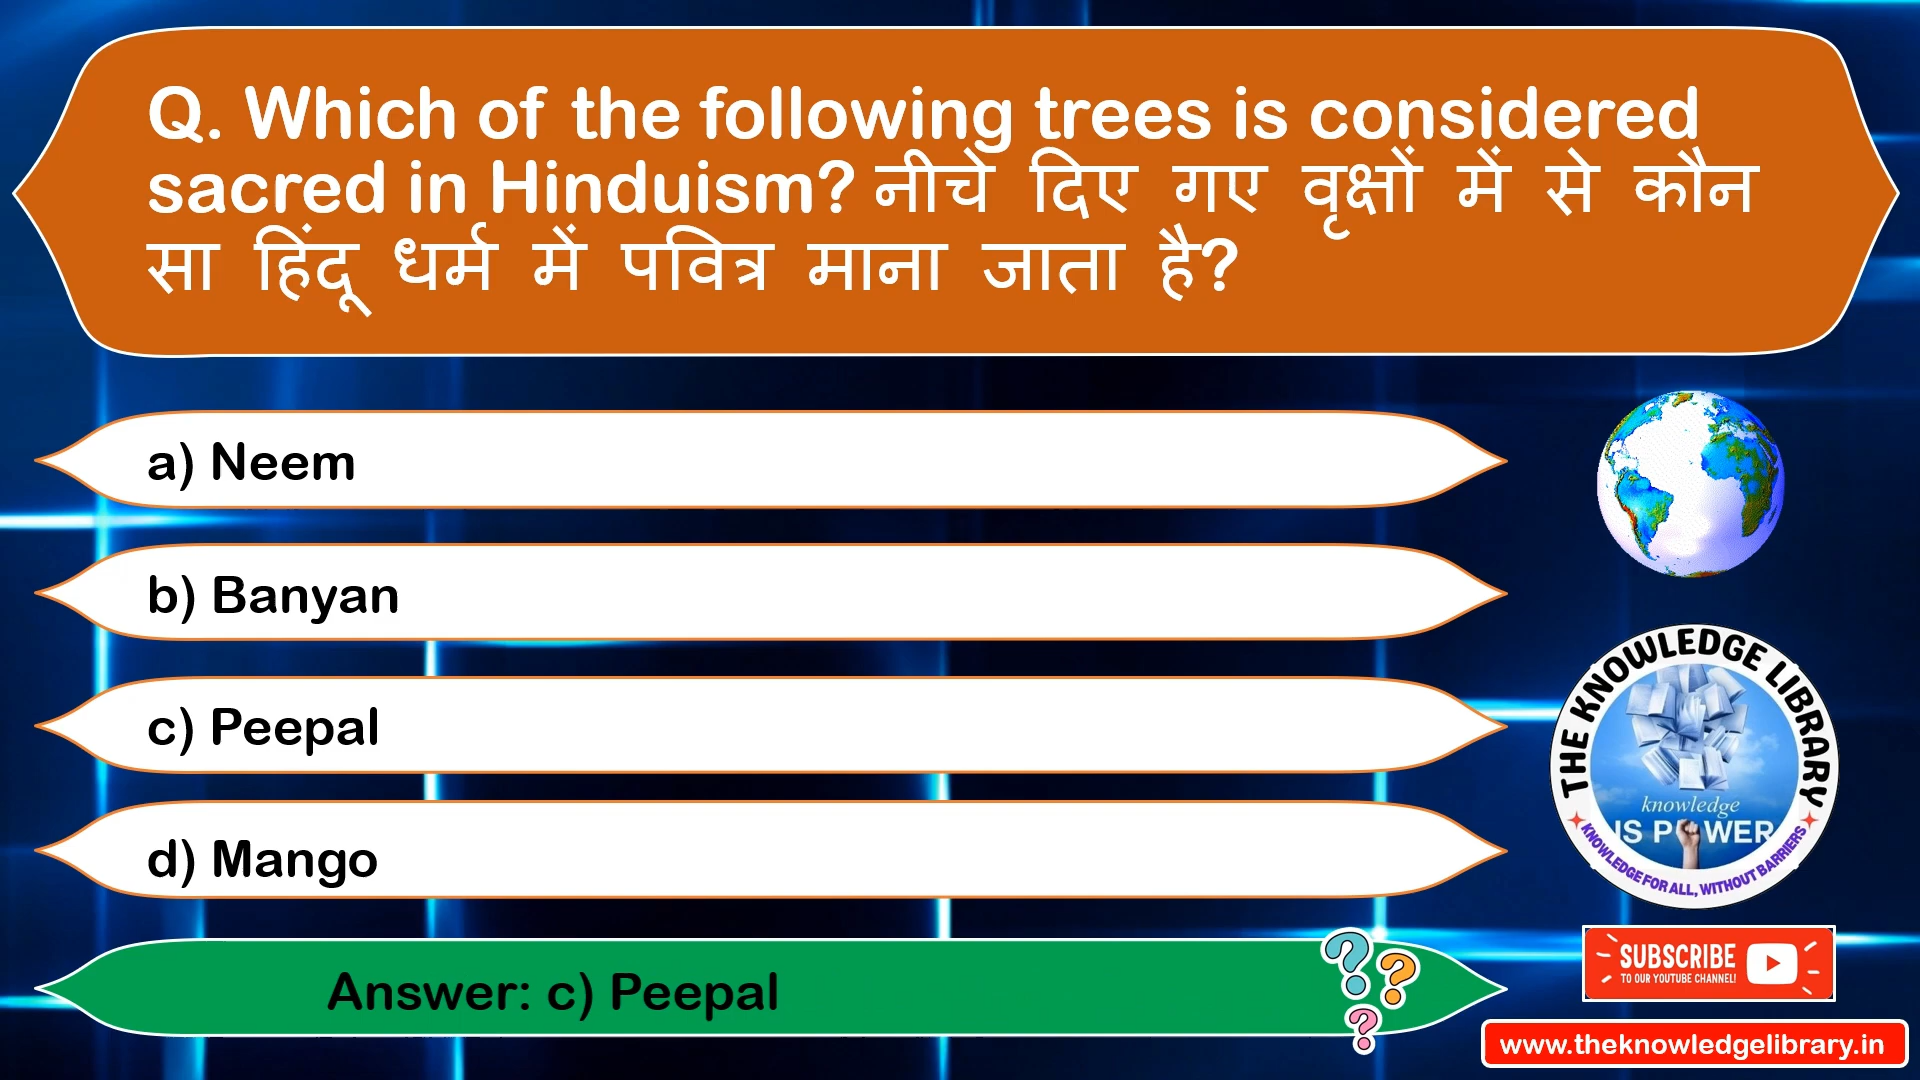 Q. Which of the following trees is considered
sacred in Hinduism? नीचे दिए गए वृक्षों में से कौन
सा हिंदू धर्म में पवित्र माना जाता है?
a) Neem
b) Banyan
c) Peepal
d) Mango
Answer: c) Peepal
THE KNOWLEDGE LIBRARY
knowledge
IS POWER
KNOWLEDGE FOR ALL, WITHOUT BARRIERS
SUBSCRIBE
TO OUR YOUTUBE CHANNEL!
www.theknowledgelibrary.in